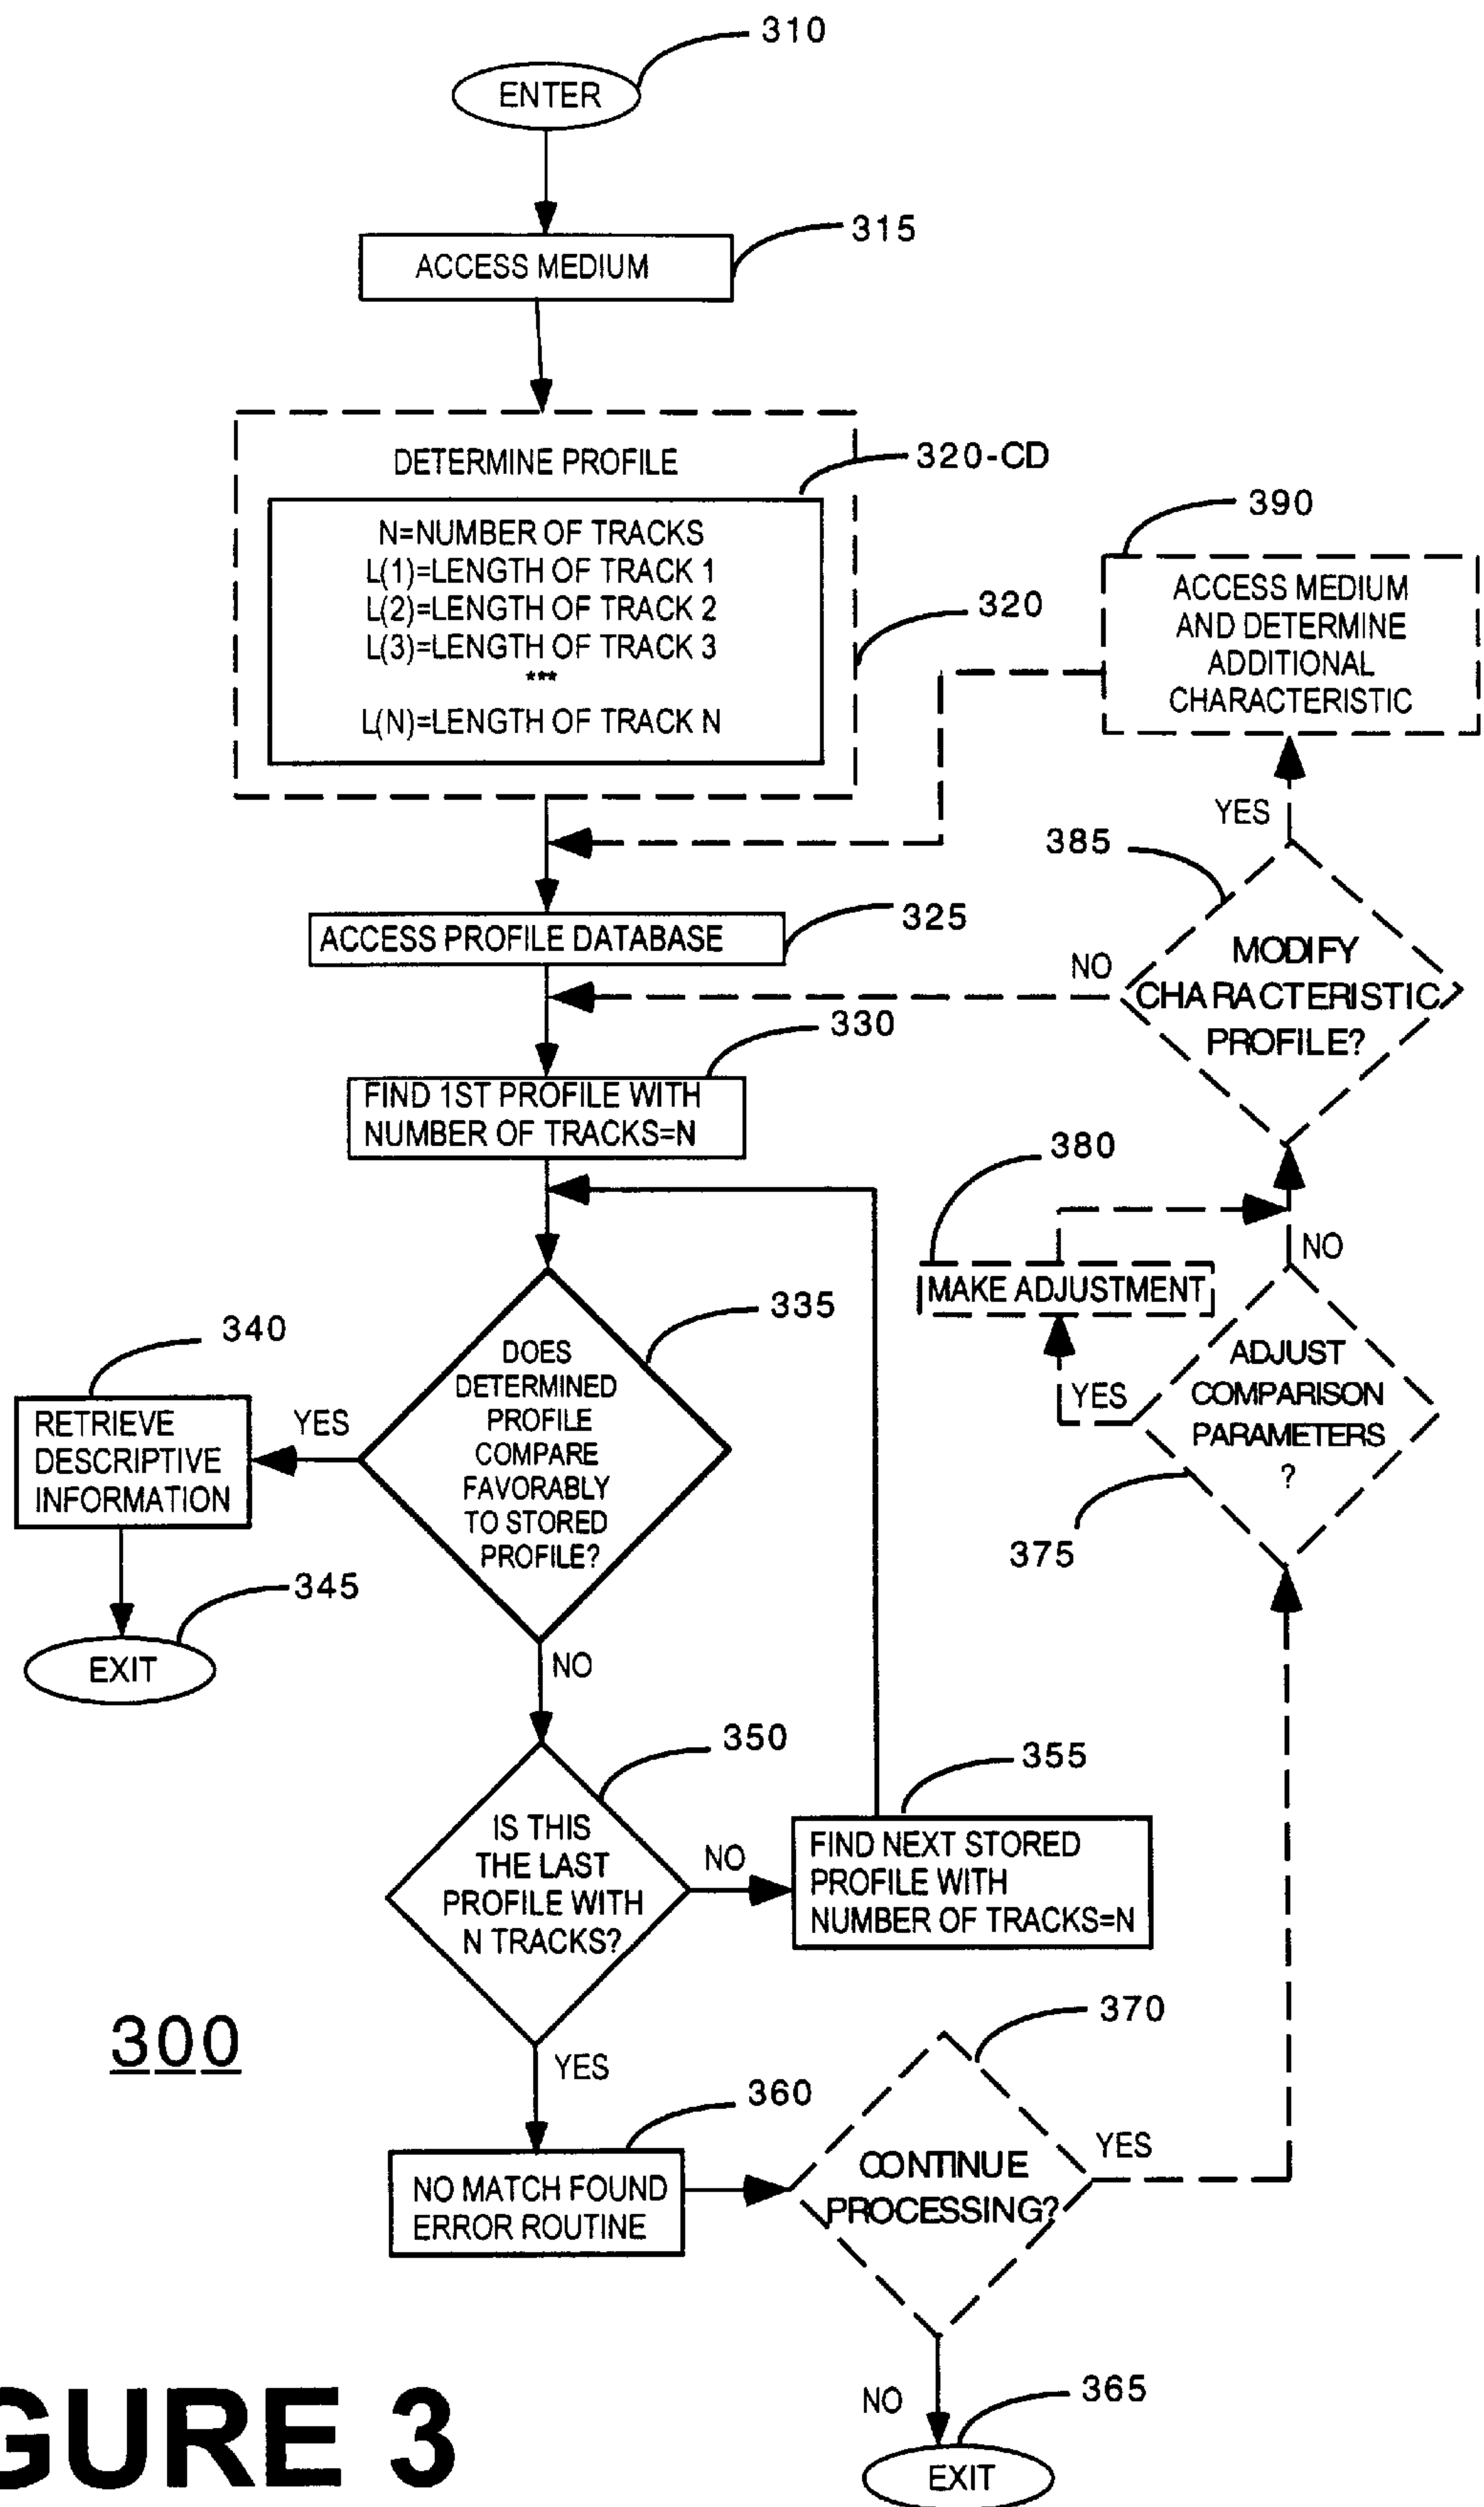 310
ENTER
315
ACCESS MEDIUM
DETERMINE PROFILE
320-CD
N=NUMBER OF TRACKS
L(1)=LENGTH OF TRACK 1
L(2)=LENGTH OF TRACK 2
L(3)=LENGTH OF TRACK 3
***
L(N)=LENGTH OF TRACK N
320
390
ACCESS MEDIUM
AND DETERMINE
ADDITIONAL
CHARACTERISTIC
YES
385
325
ACCESS PROFILE DATABASE
NO
MODIFY
CHARACTERISTIC
PROFILE?
330
FIND 1ST PROFILE WITH
NUMBER OF TRACKS=N
380
MAKE ADJUSTMENT
NO
335
340
DOES
DETERMINED
PROFILE
COMPARE
FAVORABLY
TO STORED
PROFILE?
YES
RETRIEVE
DESCRIPTIVE
INFORMATION
YES
ADJUST
COMPARISON
PARAMETERS
?
375
345
EXIT
NO
350
355
IS THIS
THE LAST
PROFILE WITH
N TRACKS?
NO
FIND NEXT STORED
PROFILE WITH
NUMBER OF TRACKS=N
300
370
YES
360
NO MATCH FOUND
ERROR ROUTINE
CONTINUE
PROCESSING?
YES
NO
365
EXIT
GURE 3